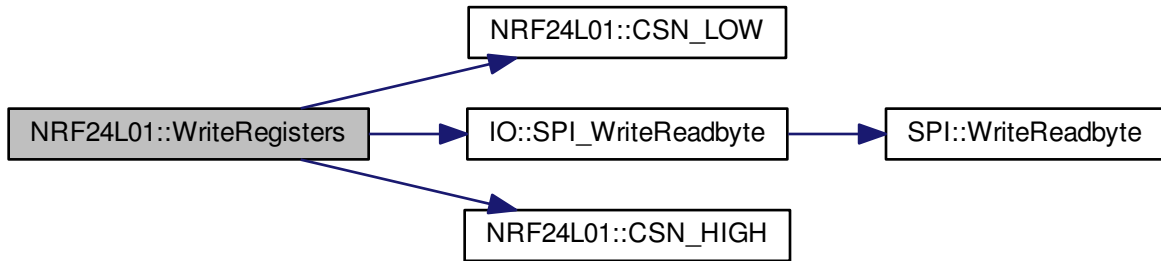 NRF24L01::CSN_LOW
NRF24L01::WriteRegisters
IO::SPI_WriteReadbyte
SPI::WriteReadbyte
NRF24L01::CSN_HIGH